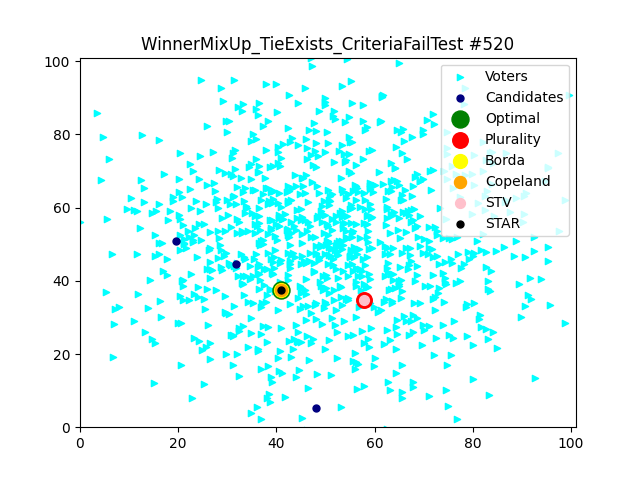 WinnerMixUp_TieExists_CriteriaFailTest #520
100
80
60
40
20
0
0 20 40 60 80 100
Voters
Candidates
Optimal
Plurality
Borda
Copeland
STV
STAR